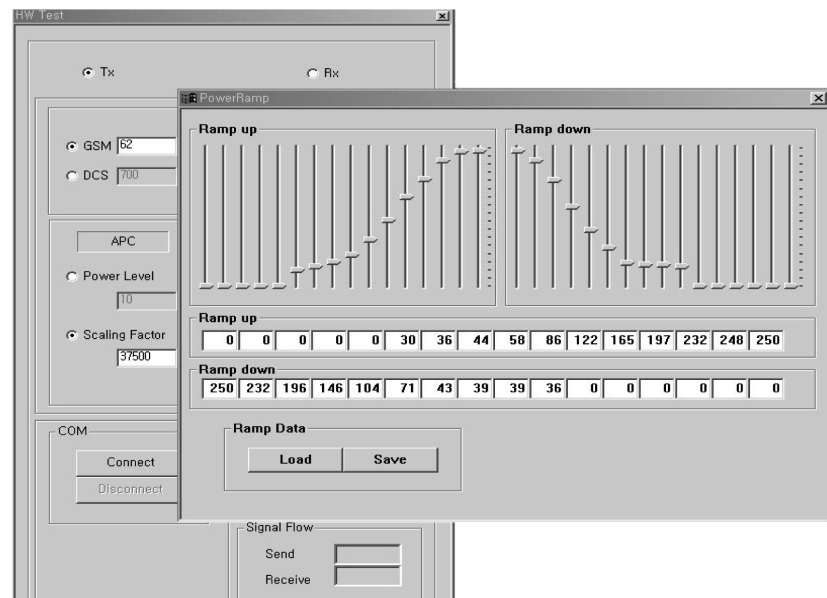 HW Test
Tx
Rx
GSM 62
DCS 700
APC
Power Level
10
Scaling Factor
37500
COM
Connect
Disconnect
Signal Flow
Send
Receive
PowerRamp
Ramp up
Ramp down
Ramp up
0 0 0 0 0 30 36 44 58 86 122 165 197 232 248 250
Ramp down
250 232 196 146 104 71 43 39 39 36 0 0 0 0 0 0
Ramp Data
Load
Save